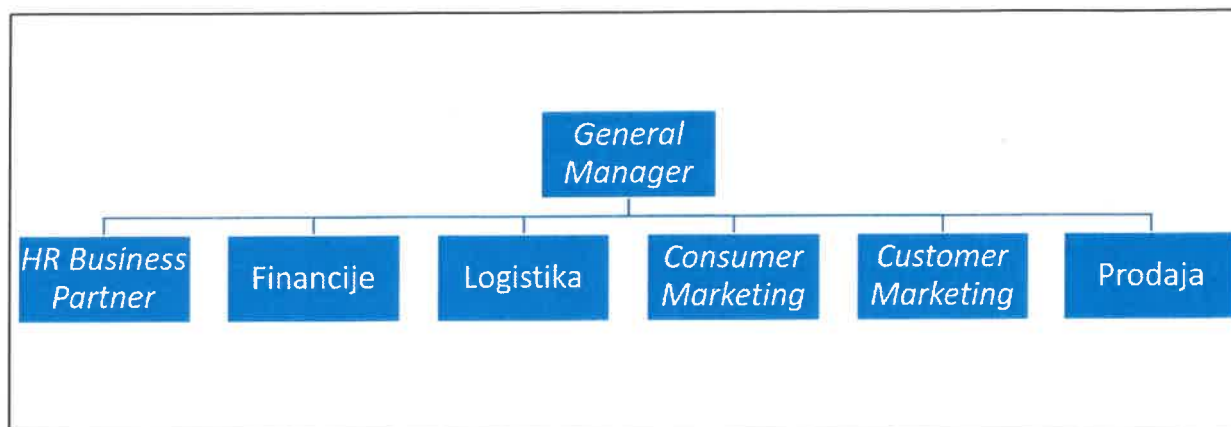 General
Manager
HR Business
Partner
Financije
Logistika
Consumer
Marketing
Customer
Marketing
Prodaja